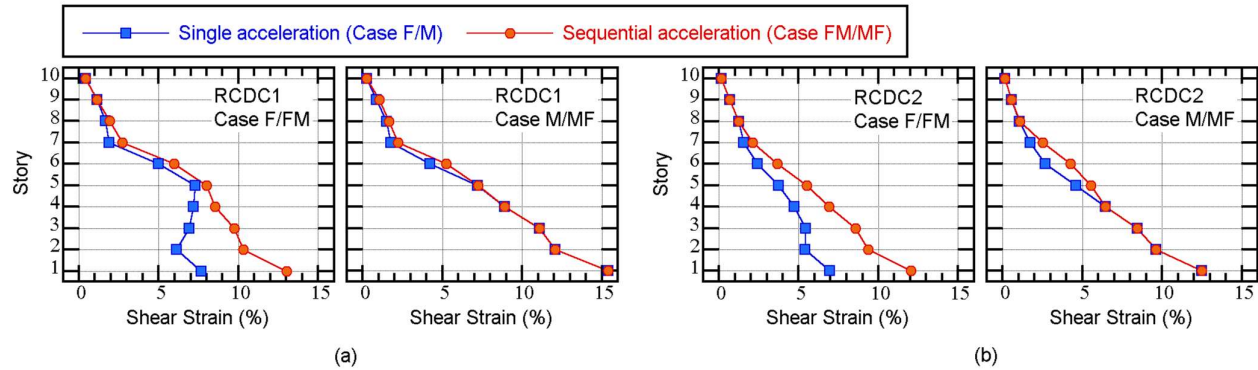 Single acceleration (Case F/M) Sequential acceleration (Case FM/MF)
Story
10
9
8
7
6
5
4
3
2
1
RCDC1
Case F/FM
0 5 10 15
Shear Strain (%)
RCDC1
Case M/MF
0 5 10 15
Shear Strain (%)
(a)
Story
10
9
8
7
6
5
4
3
2
1
RCDC2
Case F/FM
0 5 10 15
Shear Strain (%)
RCDC2
Case M/MF
0 5 10 15
Shear Strain (%)
(b)